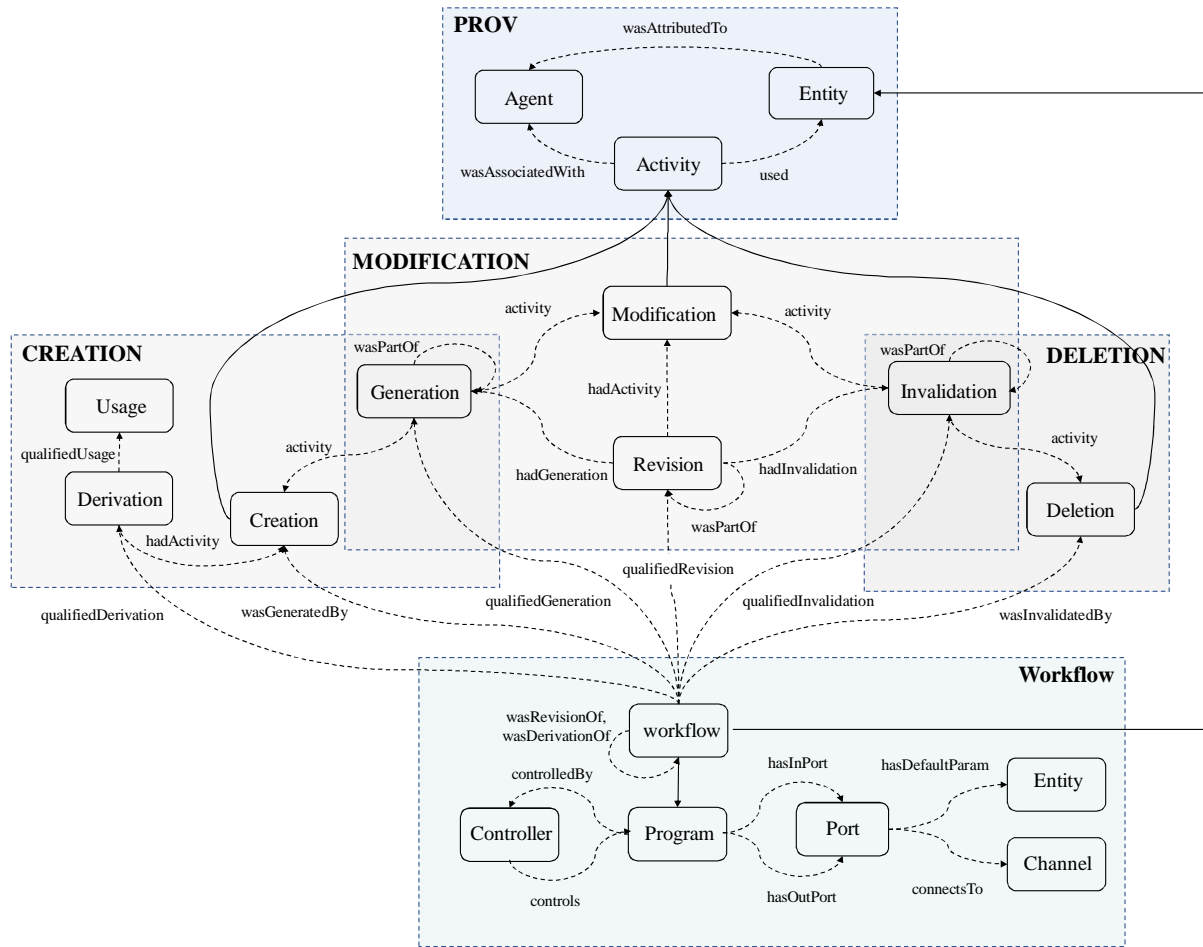 PROV
wasAttributedTo
Agent
Entity
Activity
wasAssociatedWith
used
MODIFICATION
Modification
activity
activity
CREATION
wasPartOf
wasPartOf
DELETION
Generation
Invalidation
Usage
hadActivity
qualifiedUsage
activity
activity
Revision
hadGeneration
hadInvalidation
Derivation
Creation
Deletion
wasPartOf
hadActivity
qualifiedRevision
qualifiedDerivation
wasGeneratedBy
qualifiedGeneration
qualifiedInvalidation
wasInvalidatedBy
Workflow
wasRevisionOf,
wasDerivationOf
workflow
controlledBy
hasInPort
hasDefaultParam
Entity
Controller
Program
Port
Channel
controls
hasOutPort
connectsTo